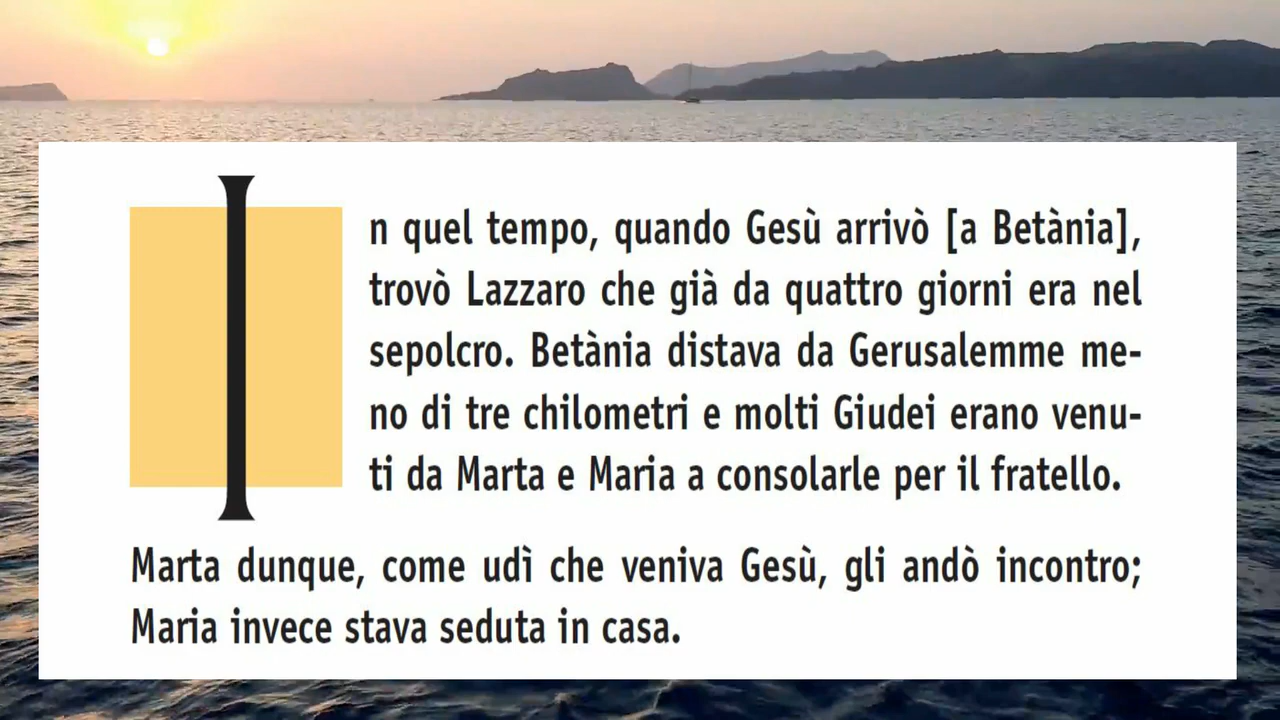 In quel tempo, quando Gesù arrivò [a Betània],
trovò Lazzaro che già da quattro giorni era nel
sepolcro. Betània distava da Gerusalemme me-
no di tre chilometri e molti Giudei erano venu-
ti da Marta e Maria a consolarle per il fratello.
Marta dunque, come udì che veniva Gesù, gli andò incontro;
Maria invece stava seduta in casa.